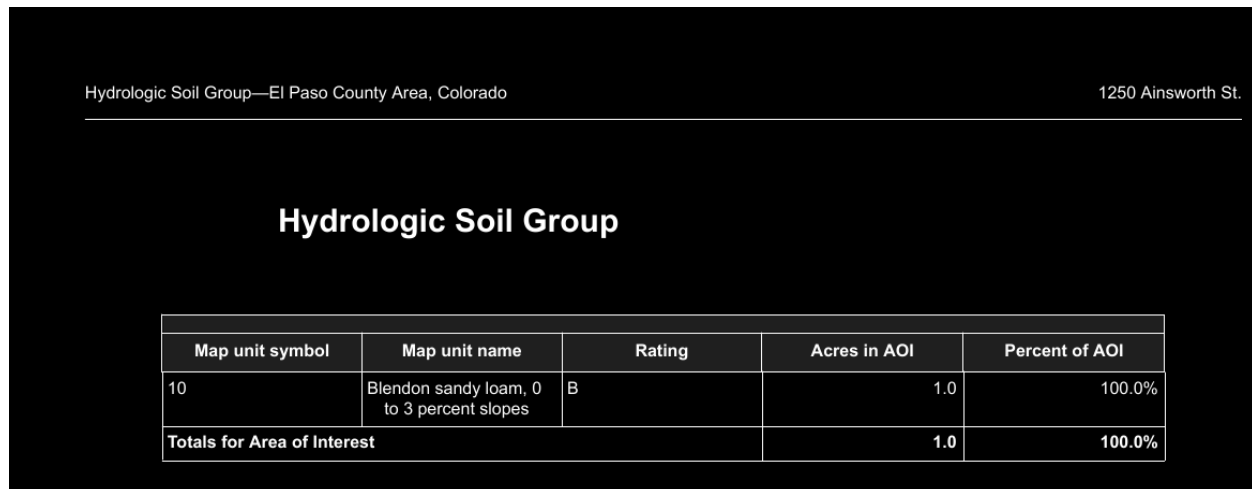 Hydrologic Soil Group—El Paso County Area, Colorado 1250 Ainsworth St.
Hydrologic Soil Group
Map unit symbol Map unit name Rating Acres in AOI Percent of AOI
10 Blendon sandy loam, 0 B 1.0 100.0%
to 3 percent slopes
Totals for Area of Interest 1.0 100.0%